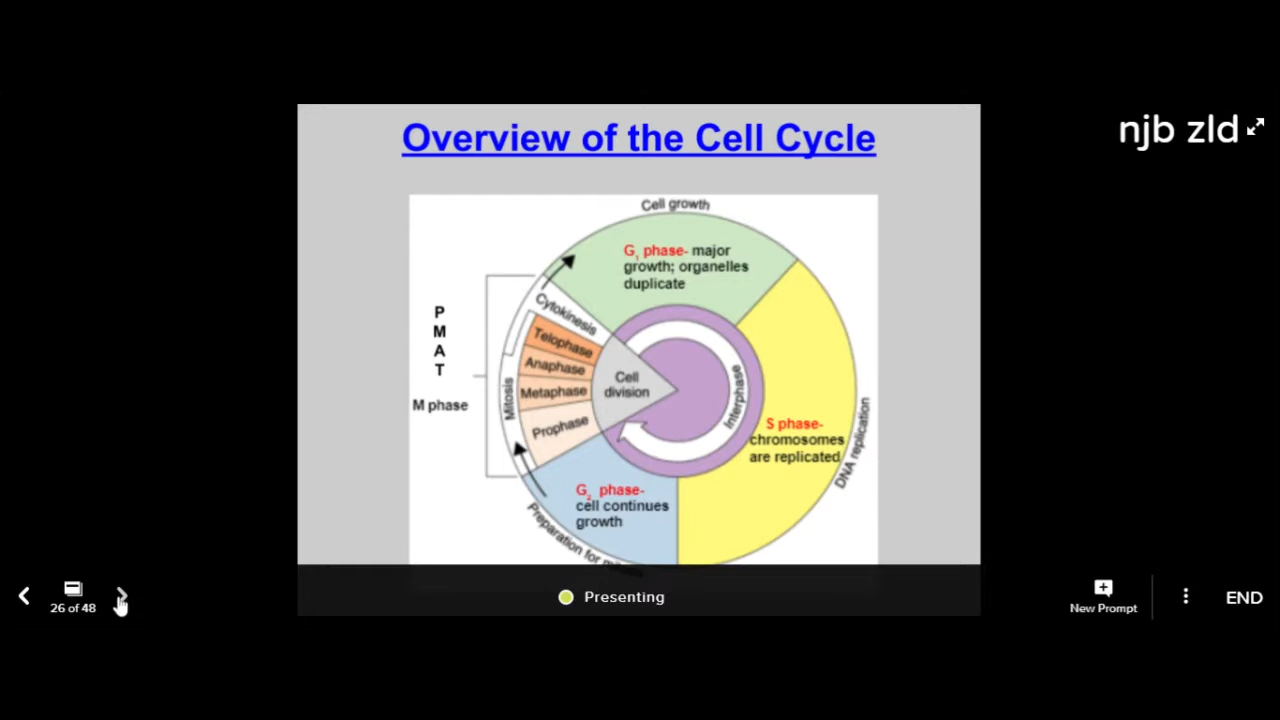 Overview of the Cell Cycle
njb zld
Cell growth
G1 phase- major
growth; organelles
duplicate
Cytokinesis
Telophase
Anaphase
Metaphase
Prophase
Mitosis
P
M
A
T
M phase
Cell
division
Interphase
S phase-
chromosomes
are replicated
DNA replication
G2 phase-
cell continues
growth
Preparation for
26 of 48
Presenting
New Prompt
END